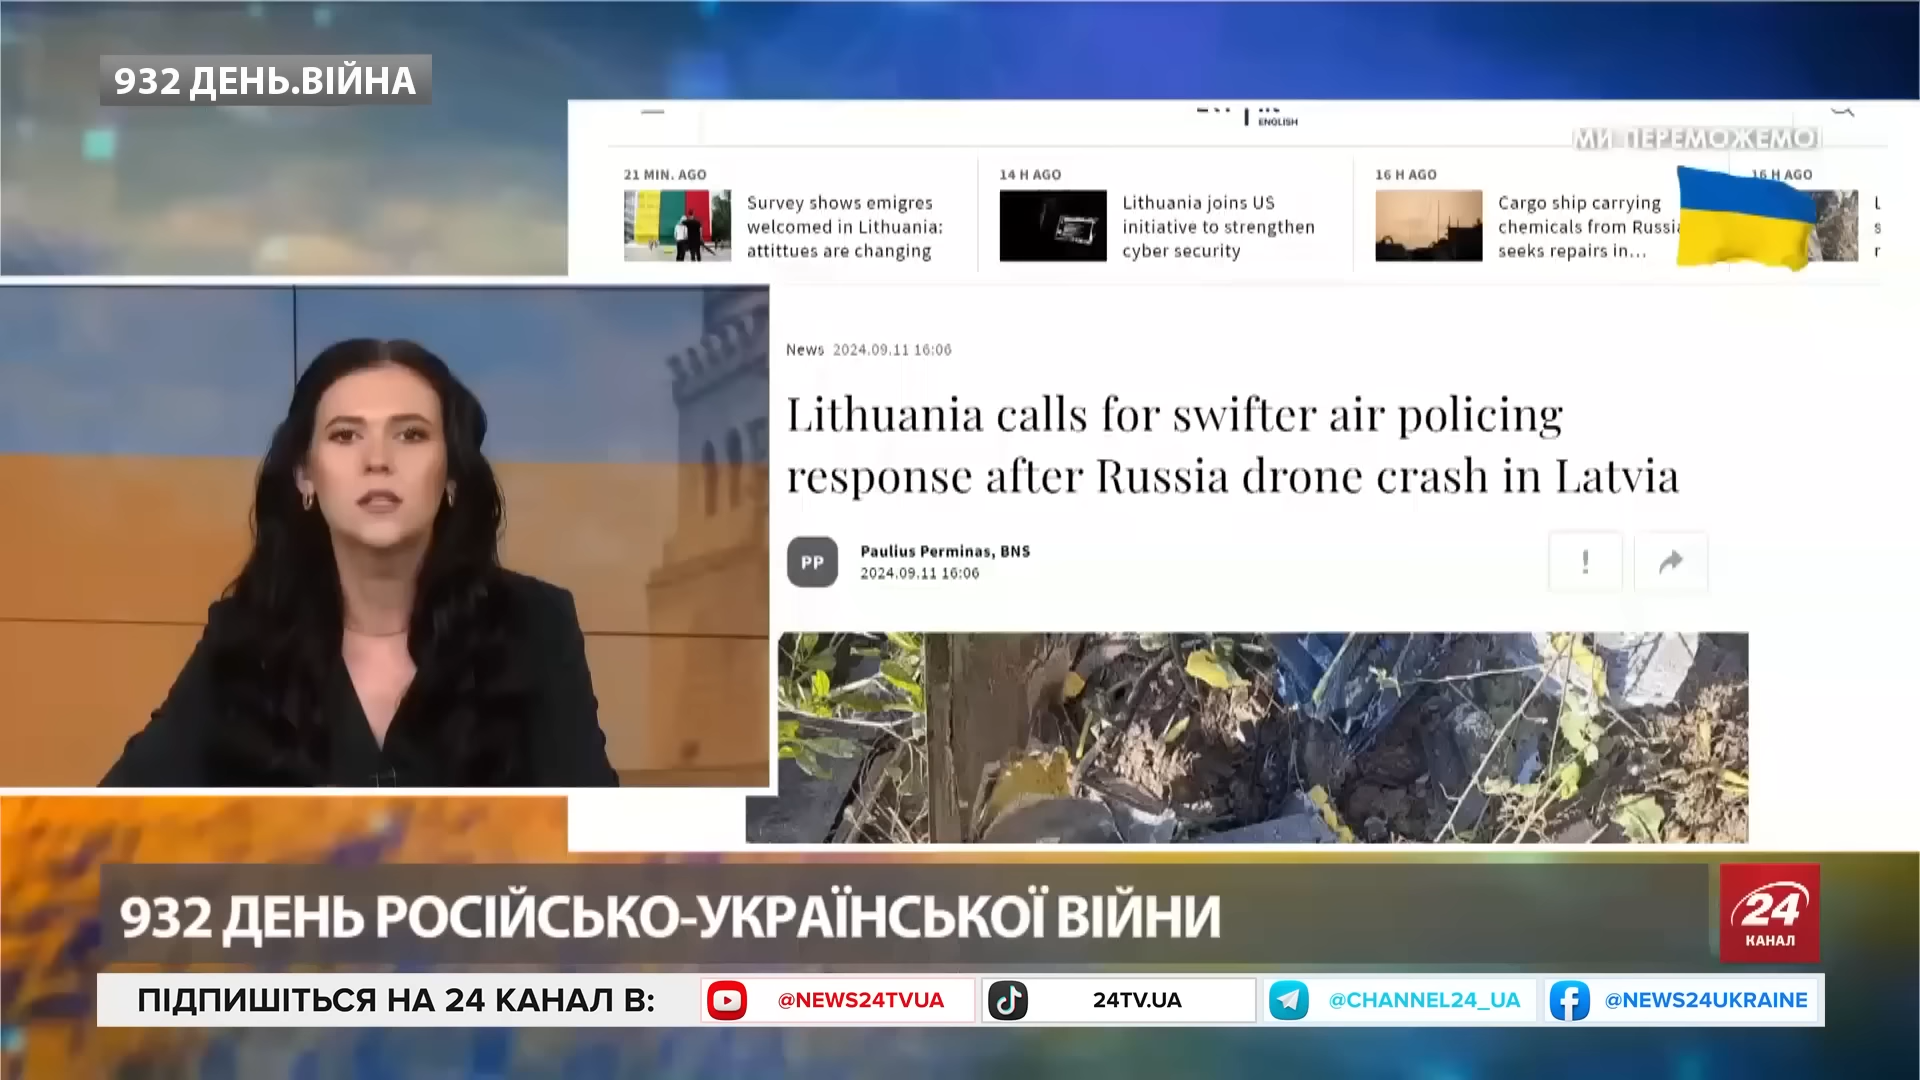 932 ДЕНЬ.ВІЙНА
ENGLISH
МИ ПЕРЕМОЖЕМО!
21 MIN. AGO
Survey shows emigres
welcomed in Lithuania:
attittues are changing
14 H AGO
Lithuania joins US
initiative to strengthen
cyber security
16 H AGO
Cargo ship carrying
chemicals from Russia
seeks repairs in...
16 H AGO
News 2024.09.11 16:06
Lithuania calls for swifter air policing
response after Russia drone crash in Latvia
PP
Paulius Perminas, BNS
2024.09.11 16:06
932 ДЕНЬ РОСІЙСЬКО-УКРАЇНСЬКОЇ ВІЙНИ
24
КАНАЛ
ПІДПИШІТЬСЯ НА 24 КАНАЛ В:
@NEWS24TVUA
24TV.UA
@CHANNEL24_UA
@NEWS24UKRAINE